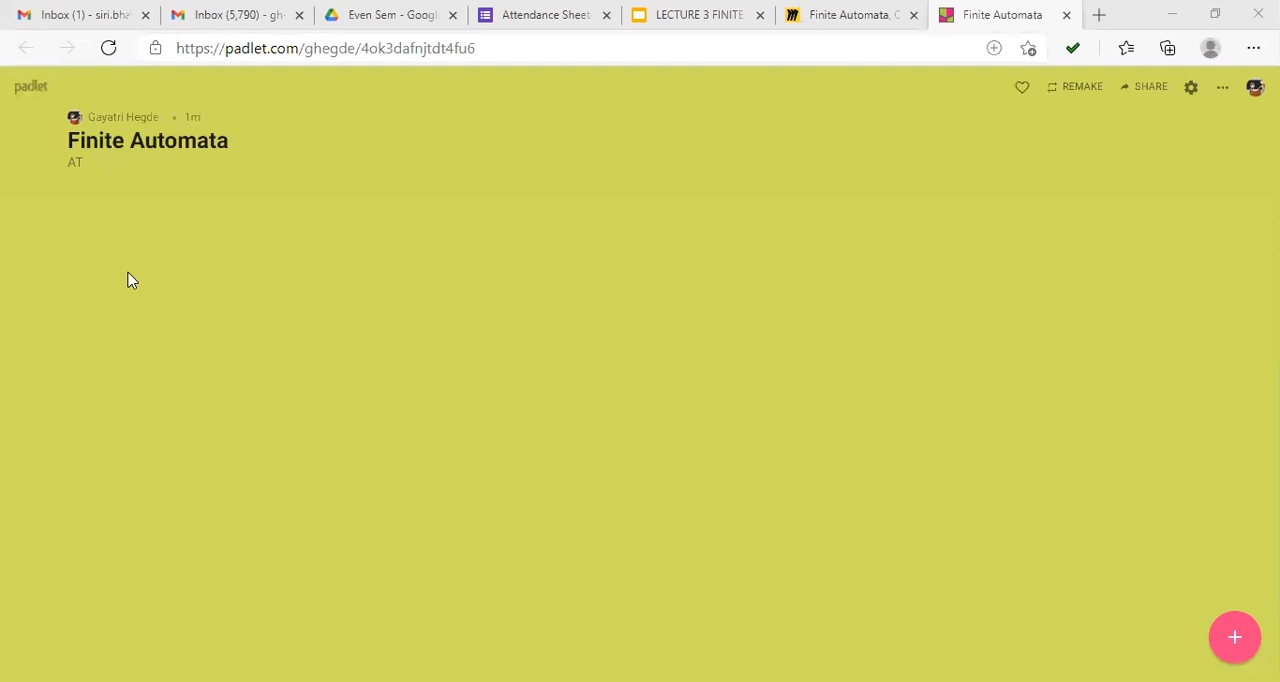 Inbox (1) - siri.bha
Inbox (5,790) - gh
Even Sem - Googl
Attendance Sheet
LECTURE 3 FINITE
Finite Automata, C
Finite Automata
https://padlet.com/ghegde/4ok3dafnjtdt4fu6
padlet
REMAKE
SHARE
Gayatri Hegde • 1m
Finite Automata
AT